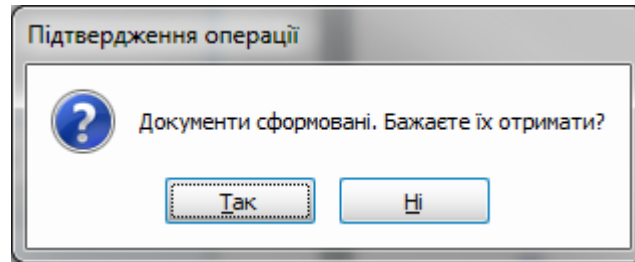 Підтвердження операції
Документи сформовані. Бажаєте їх отримати?
Так
Ні